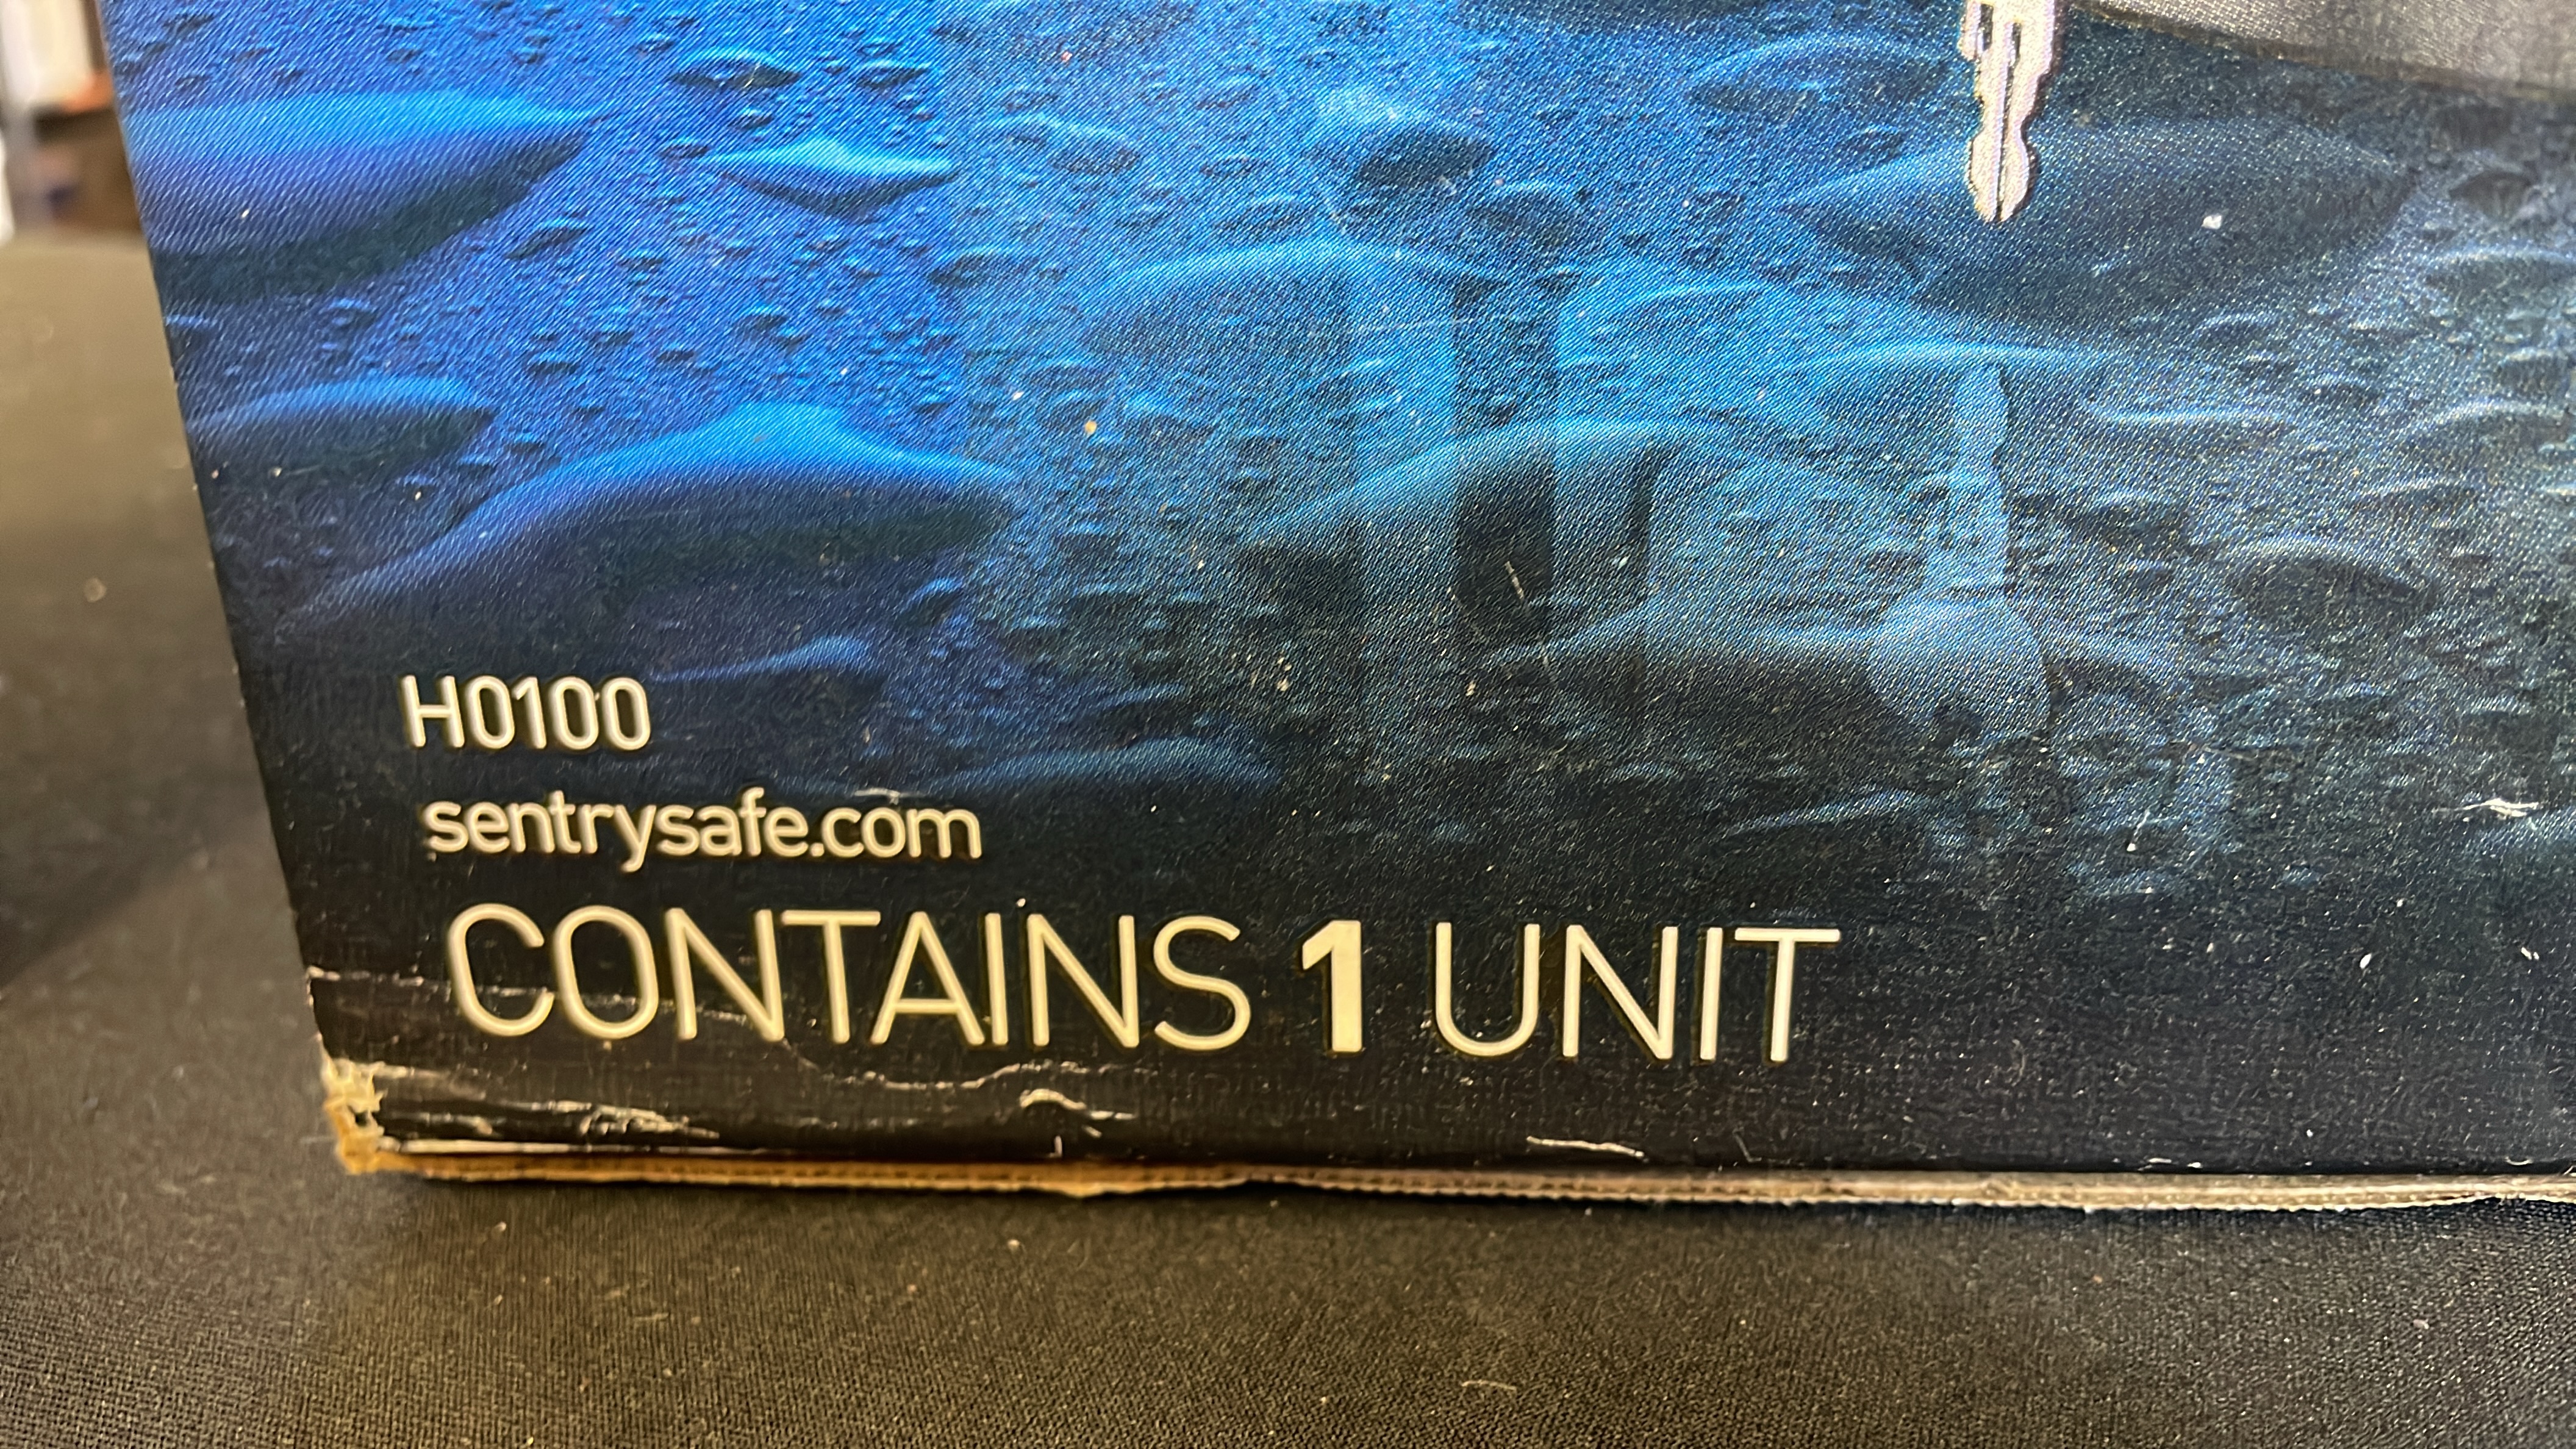 H0100
sentrysafe.com
CONTAINS 1 UNIT